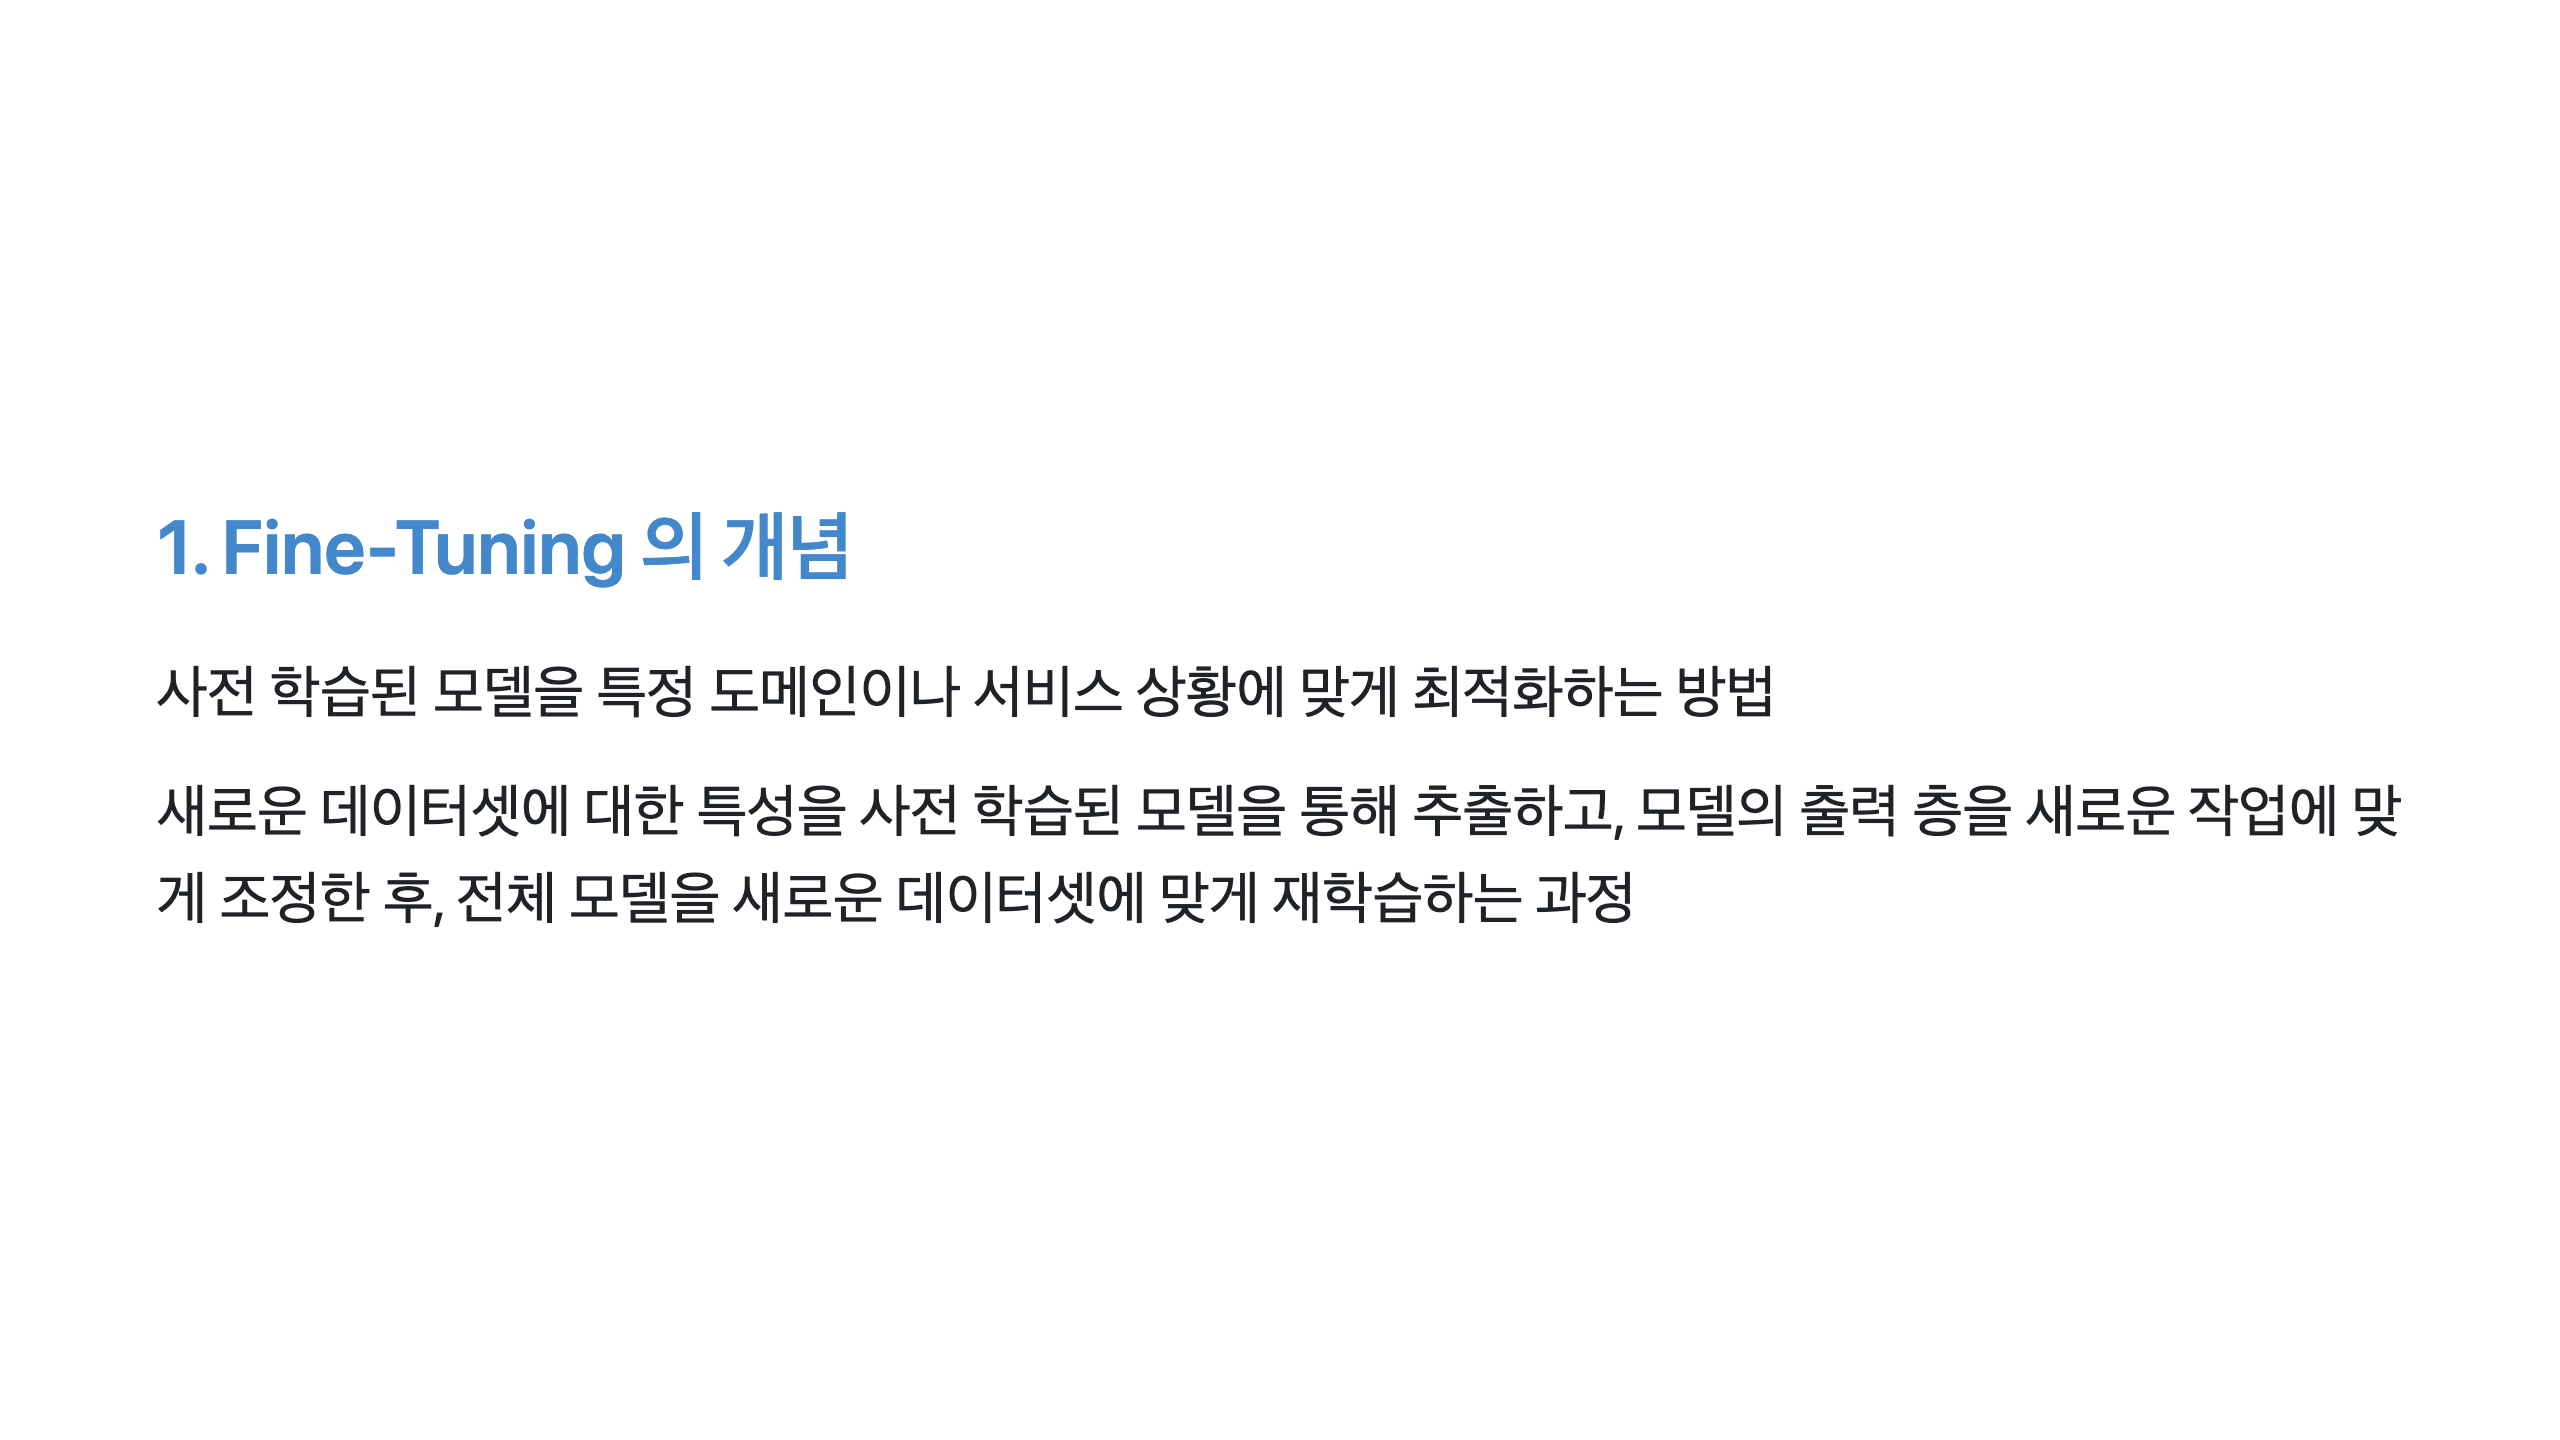 1. Fine-Tuning 의 개념
사전 학습된 모델을 특정 도메인이나 서비스 상황에 맞게 최적화하는 방법
새로운 데이터셋에 대한 특성을 사전 학습된 모델을 통해 추출하고, 모델의 출력 층을 새로운 작업에 맞
게 조정한 후, 전체 모델을 새로운 데이터셋에 맞게 재학습하는 과정